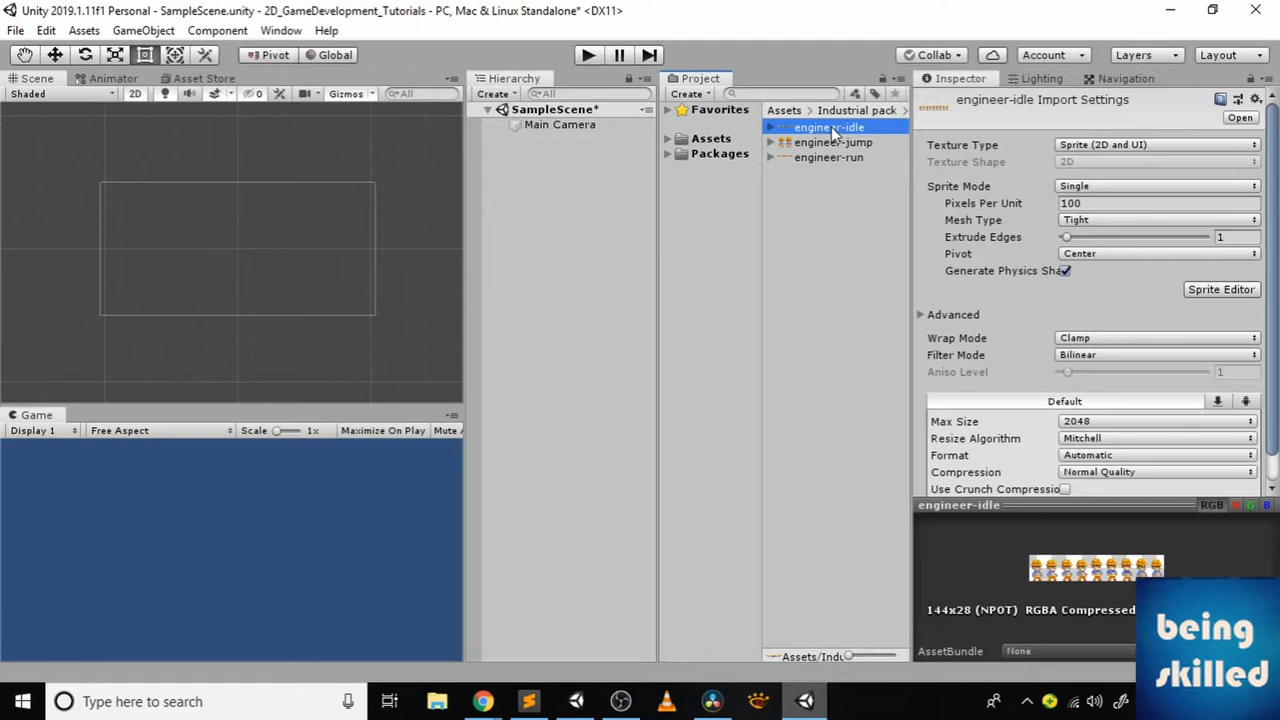 Unity 2019.1.11f1 Personal - SampleScene.unity - 2D_GameDevelopment_Tutorials - PC, Mac & Linux Standalone* <DX11>
File Edit Assets GameObject Component Window Help
Pivot Global Collab Account Layers Layout
Scene Animator Asset Store Hierarchy Project Inspector Lighting Navigation
Shaded 2D 0 Gizmos All Create All Create
SampleScene*
Main Camera
Favorites
Assets
Packages
Assets > Industrial pack >
engineer-idle
engineer-jump
engineer-run
engineer-idle Import Settings
Open
Texture Type Sprite (2D and UI)
Texture Shape 2D
Sprite Mode Single
Pixels Per Unit 100
Mesh Type Tight
Extrude Edges 1
Pivot Center
Generate Physics Sha
Sprite Editor
Advanced
Wrap Mode Clamp
Filter Mode Bilinear
Aniso Level 1
Default
Max Size 2048
Resize Algorithm Mitchell
Format Automatic
Compression Normal Quality
Use Crunch Compressio
engineer-idle RGB R G B
144x28 (NPOT) RGBA Compressed
AssetBundle None
Game
Display 1 Free Aspect Scale 1x Maximize On Play Mute A
Assets/Indu
being
skilled
Type here to search